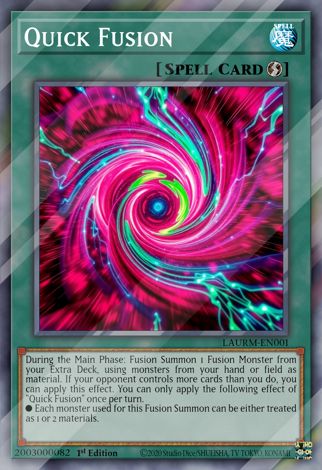 QUICK FUSION
SPELL
[SPELL CARD]
LAURM-EN001
During the Main Phase: Fusion Summon 1 Fusion Monster from
your Extra Deck, using monsters from your hand or field as
material. If your opponent controls more cards than you do, you
can apply this effect. You can only apply the following effect of
"Quick Fusion" once per turn.
● Each monster used for this Fusion Summon can be either treated
as 1 or 2 materials.
2003000082 1st Edition ©2020 Studio Dice/SHUEISHA, TV TOKYO, KONAMI